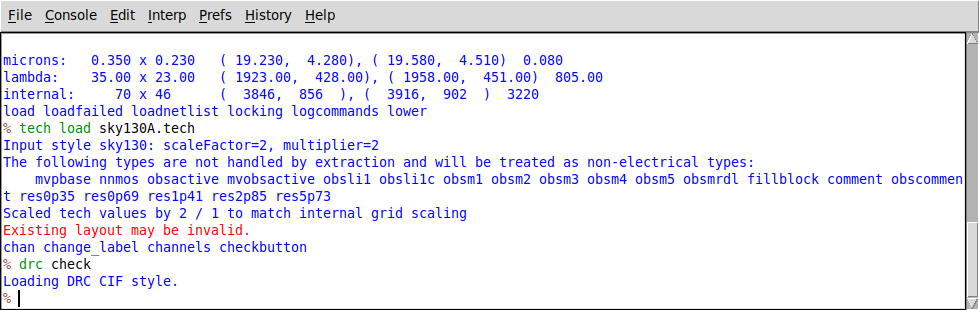 File Console Edit Interp Prefs History Help
microns: 0.350 x 0.230 ( 19.230, 4.280), ( 19.580, 4.510) 0.080
lambda: 35.00 x 23.00 ( 1923.00, 428.00), ( 1958.00, 451.00) 805.00
internal: 70 x 46 ( 3846, 856 ), ( 3916, 902 ) 3220
load loadfailed loadnetlist locking logcommands lower
% tech load sky130A.tech
Input style sky130: scaleFactor=2, multiplier=2
The following types are not handled by extraction and will be treated as non-electrical types:
mvpbase nnmos obsactive mvobsactive obsli1 obsli1c obsm1 obsm2 obsm3 obsm4 obsm5 obsmrdl fillblock comment obscommen
t res0p35 res0p69 res1p41 res2p85 res5p73
Scaled tech values by 2 / 1 to match internal grid scaling
Existing layout may be invalid.
chan change_label channels checkbutton
% drc check
Loading DRC CIF style.
%